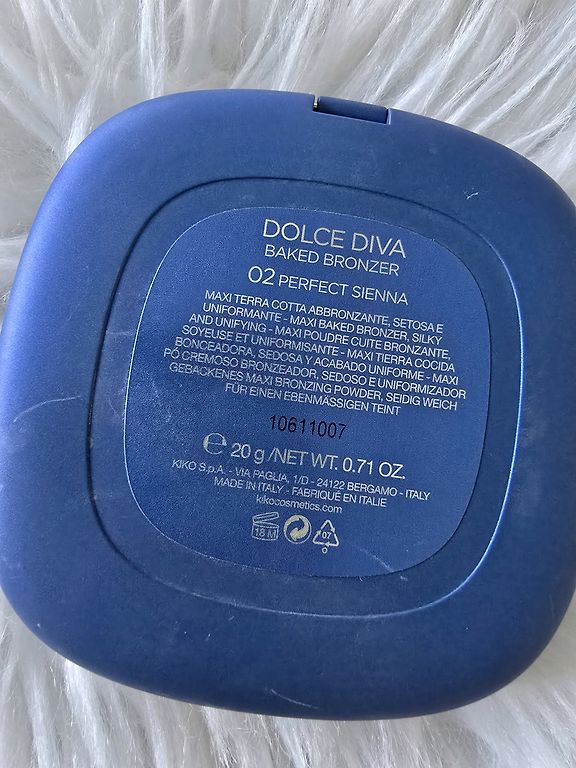 DOLCE DIVA
BAKED BRONZER
02 PERFECT SIENNA
MAXI TERRA COTTA ABBRONZANTE, SETOSA E
UNIFORMANTE - MAXI BAKED BRONZER, SILKY
AND UNIFYING - MAXI POUDRE CUITE BRONZANTE,
SOYEUSE ET UNIFORMISANTE - MAXI TIERRA COCIDA
BONCEADORA, SEDOSA Y ACABADO UNIFORME - MAXI
PÓ CREMOSO BRONZEADOR, SEDOSO E UNIFORMIZADOR
GEBACKENES MAXI BRONZING POWDER, SEIDIG WEICH
FÜR EINEN EBENMÄSSIGEN TEINT
10611007
℮ 20 g /NET WT. 0.71 OZ.
KIKO S.p.A. - VIA PAGLIA, 1/D - 24122 BERGAMO - ITALY
MADE IN ITALY - FABRIQUÉ EN ITALIE
kikocosmetics.com
18 M 07
O